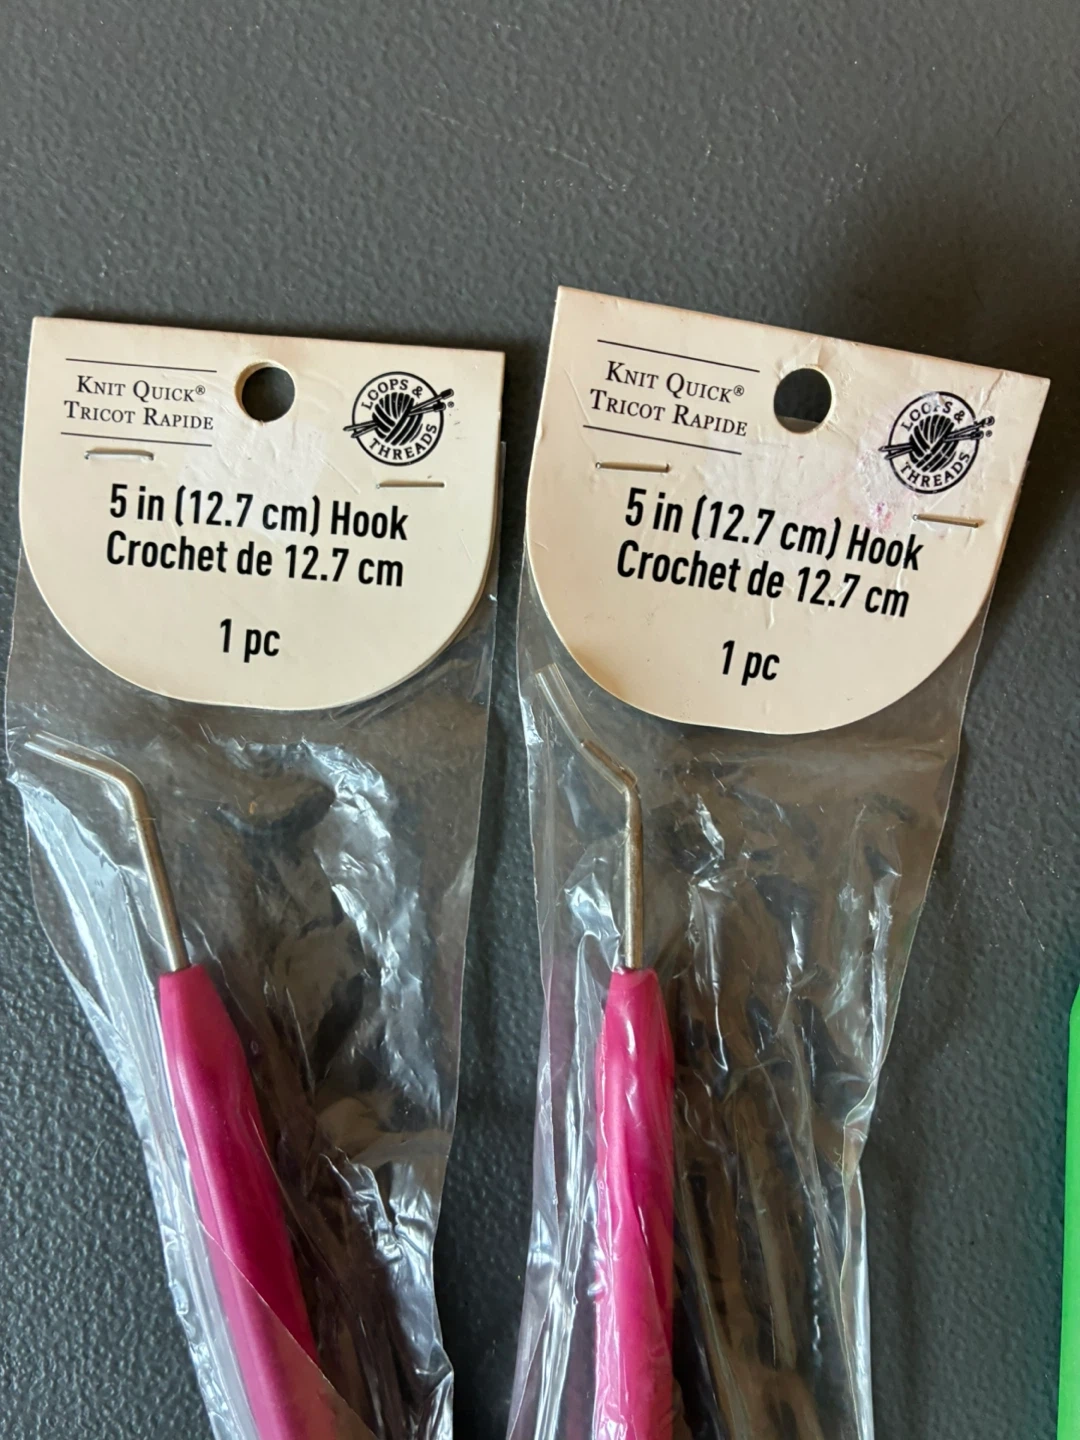 KNIT QUICK®
TRICOT RAPIDE
LOOPS &
THREADS®
5 in (12.7 cm) Hook
Crochet de 12.7 cm
1 pc
KNIT QUICK®
TRICOT RAPIDE
LOOPS &
THREADS®
5 in (12.7 cm) Hook
Crochet de 12.7 cm
1 pc